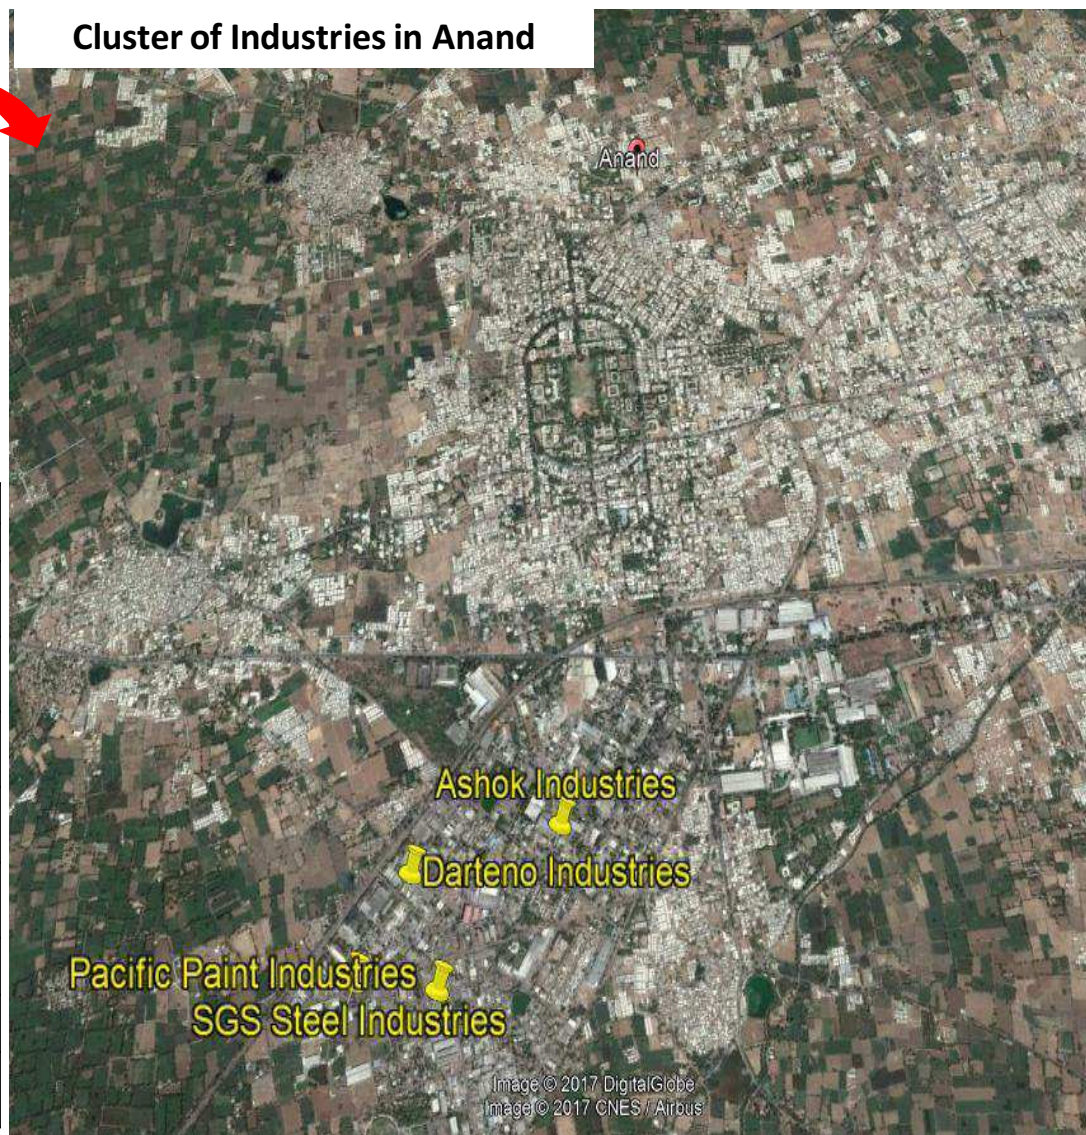 Cluster of Industries in Anand
Anand
Ashok Industries
Darteno Industries
Pacific Paint Industries
SGS Steel Industries
Image © 2017 DigitalGlobe
Image © 2017 CNES / Airbus